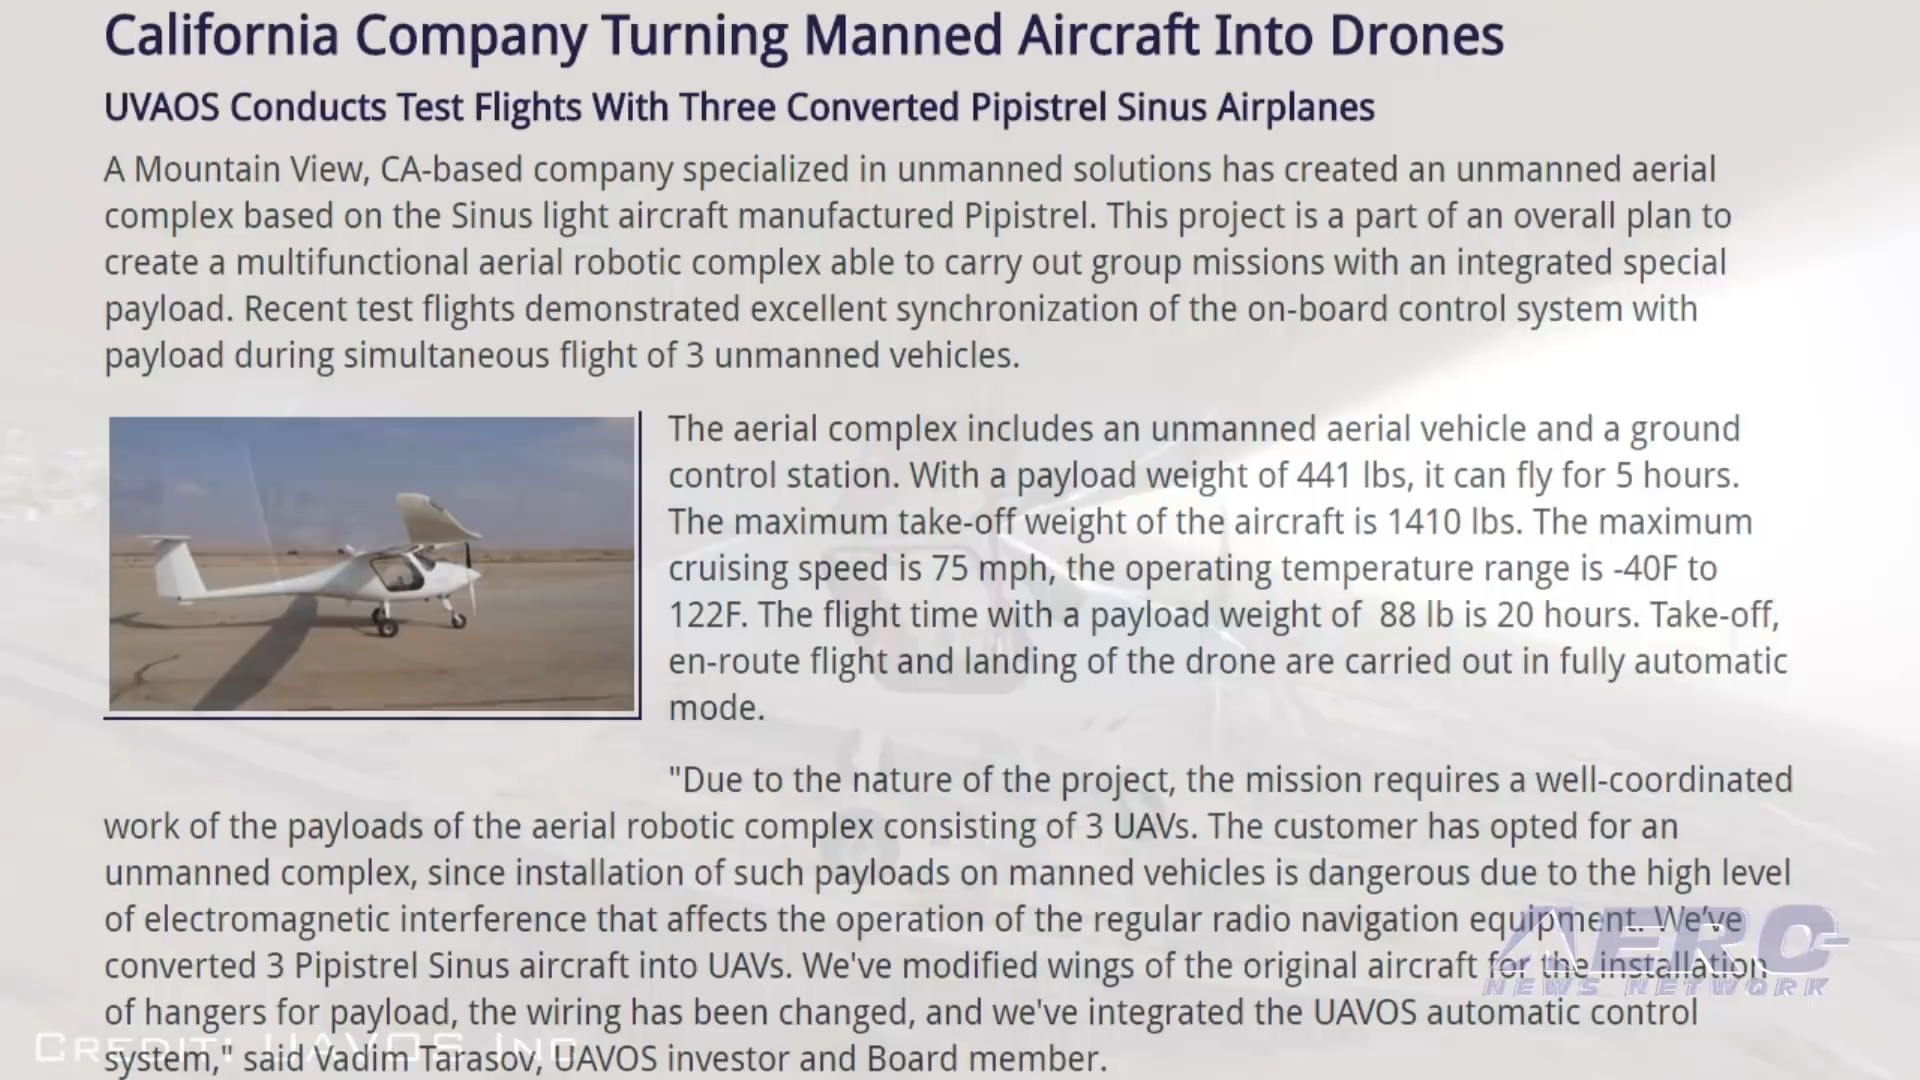 California Company Turning Manned Aircraft Into Drones
UVAOS Conducts Test Flights With Three Converted Pipistrel Sinus Airplanes
A Mountain View, CA-based company specialized in unmanned solutions has created an unmanned aerial
complex based on the Sinus light aircraft manufactured Pipistrel. This project is a part of an overall plan to
create a multifunctional aerial robotic complex able to carry out group missions with an integrated special
payload. Recent test flights demonstrated excellent synchronization of the on-board control system with
payload during simultaneous flight of 3 unmanned vehicles.
The aerial complex includes an unmanned aerial vehicle and a ground
control station. With a payload weight of 441 lbs, it can fly for 5 hours.
The maximum take-off weight of the aircraft is 1410 lbs. The maximum
cruising speed is 75 mph, the operating temperature range is -40F to
122F. The flight time with a payload weight of 88 lb is 20 hours. Take-off,
en-route flight and landing of the drone are carried out in fully automatic
mode.
"Due to the nature of the project, the mission requires a well-coordinated
work of the payloads of the aerial robotic complex consisting of 3 UAVs. The customer has opted for an
unmanned complex, since installation of such payloads on manned vehicles is dangerous due to the high level
of electromagnetic interference that affects the operation of the regular radio navigation equipment. We've
converted 3 Pipistrel Sinus aircraft into UAVs. We've modified wings of the original aircraft for the installation
of hangers for payload, the wiring has been changed, and we've integrated the UAVOS automatic control
system," said Vadim Tarasov, UAVOS investor and Board member.
AERO
NEWS NETWORK
Credit: UAVOS Inc